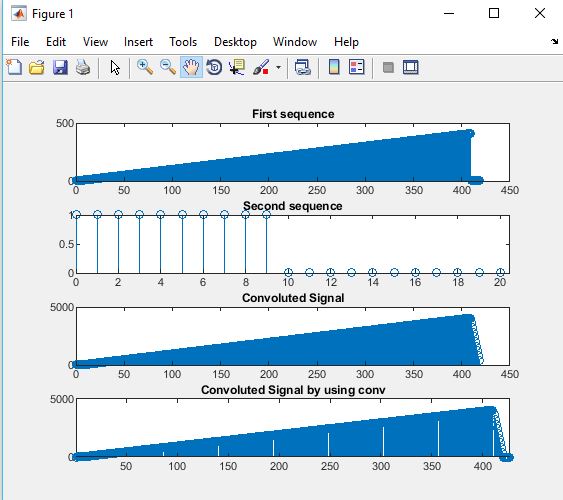 Figure 1
File Edit View Insert Tools Desktop Window Help
First sequence
500
0
0 50 100 150 200 250 300 350 400 450
Second sequence
1
0.5
0
0 2 4 6 8 10 12 14 16 18 20
Convoluted Signal
5000
0
0 50 100 150 200 250 300 350 400 450
Convoluted Signal by using conv
5000
0
50 100 150 200 250 300 350 400